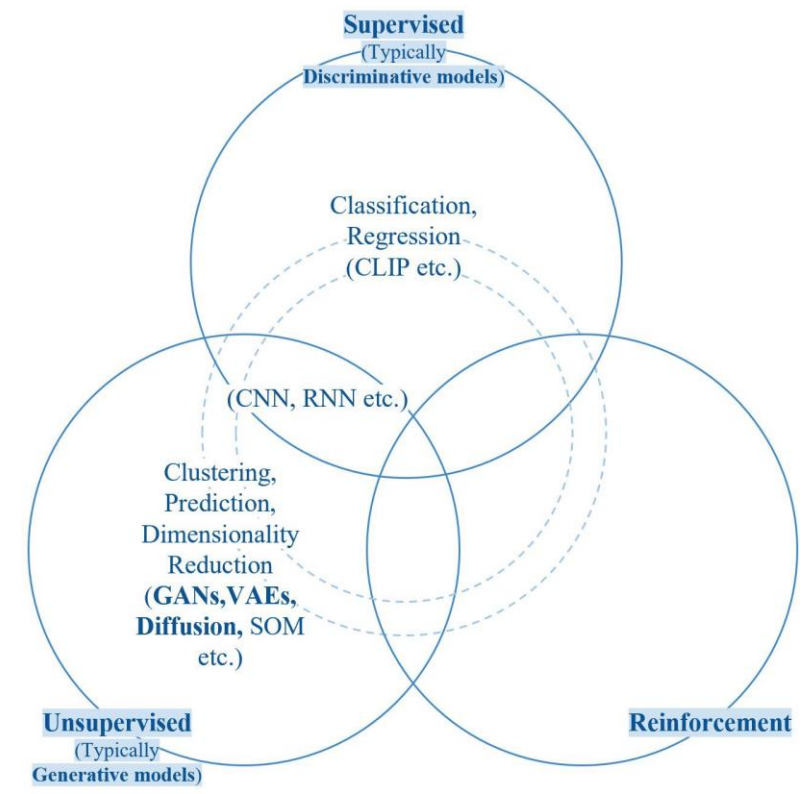 Supervised
(Typically
Discriminative models)
Classification,
Regression
(CLIP etc.)
(CNN, RNN etc.)
Clustering,
Prediction,
Dimensionality
Reduction
(GANs,VAEs,
Diffusion, SOM
etc.)
Unsupervised
(Typically
Generative models)
Reinforcement